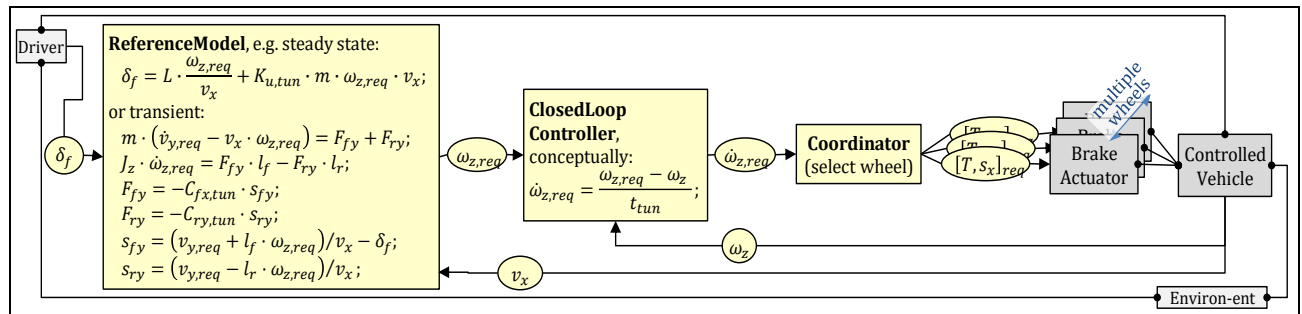 Driver
δ_f
ReferenceModel, e.g. steady state:
δ_f = L · ω_{z,req}/v_x + K_{u,tun} · m · ω_{z,req} · v_x;
or transient:
m · (v̇_{y,req} − v_x · ω_{z,req}) = F_{fy} + F_{ry};
J_z · ω̇_{z,req} = F_{fy} · l_f − F_{ry} · l_r;
F_{fy} = −C_{fx,tun} · s_{fy};
F_{ry} = −C_{ry,tun} · s_{ry};
s_{fy} = (v_{y,req} + l_f · ω_{z,req})/v_x − δ_f;
s_{ry} = (v_{y,req} − l_r · ω_{z,req})/v_x;
ω_{z,req}
ClosedLoop
Controller,
conceptually:
ω̇_{z,req} = (ω_{z,req} − ω_z)/t_{tun};
ω̇_{z,req}
Coordinator
(select wheel)
[T, s_x]_{req}
multiple
wheels
Brake
Actuator
Controlled
Vehicle
ω_z
v_x
Environ-ent